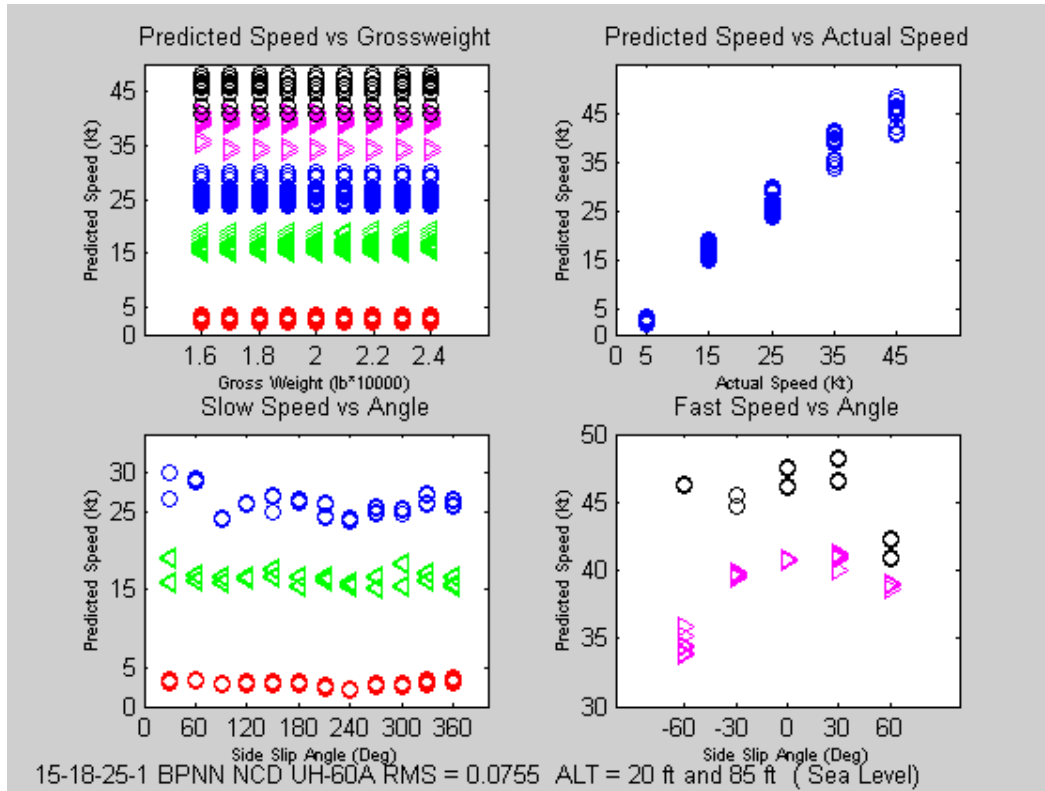 Predicted Speed vs Grossweight
Predicted Speed (Kt)
45
35
25
15
5
0
1.6 1.8 2 2.2 2.4
Gross Weight (lb*10000)
Predicted Speed vs Actual Speed
Predicted Speed (Kt)
45
35
25
15
5
0
0 5 15 25 35 45
Actual Speed (Kt)
Slow Speed vs Angle
Predicted Speed (Kt)
30
25
15
5
0
0 60 120 180 240 300 360
Side Slip Angle (Deg)
Fast Speed vs Angle
Predicted Speed (Kt)
50
45
40
35
30
-60 -30 0 30 60
Side Slip Angle (Deg)
15-18-25-1 BPNN NCD UH-60A RMS = 0.0755 ALT = 20 ft and 85 ft ( Sea Level)